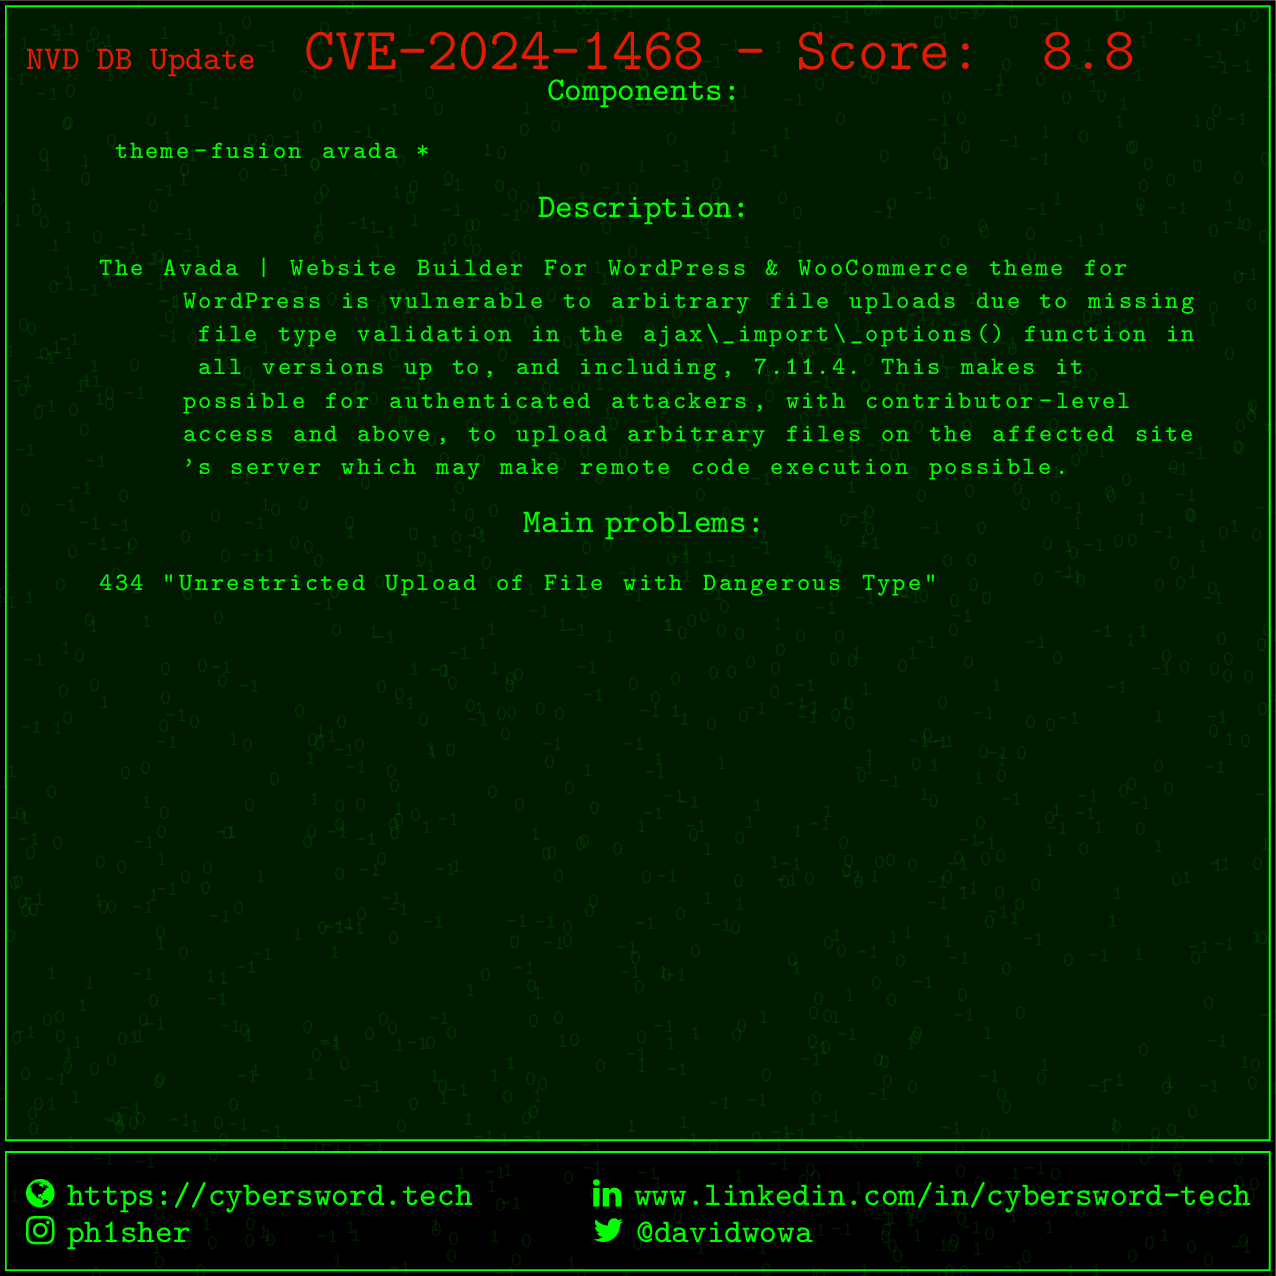 NVD DB Update CVE-2024-1468 - Score: 8.8
Components:
theme-fusion avada *
Description:
The Avada | Website Builder For WordPress & WooCommerce theme for
WordPress is vulnerable to arbitrary file uploads due to missing
file type validation in the ajax\_import\_options() function in
all versions up to, and including, 7.11.4. This makes it
possible for authenticated attackers, with contributor-level
access and above, to upload arbitrary files on the affected site
's server which may make remote code execution possible.
Main problems:
434 "Unrestricted Upload of File with Dangerous Type"
https://cybersword.tech
www.linkedin.com/in/cybersword-tech
ph1sher
@davidwowa